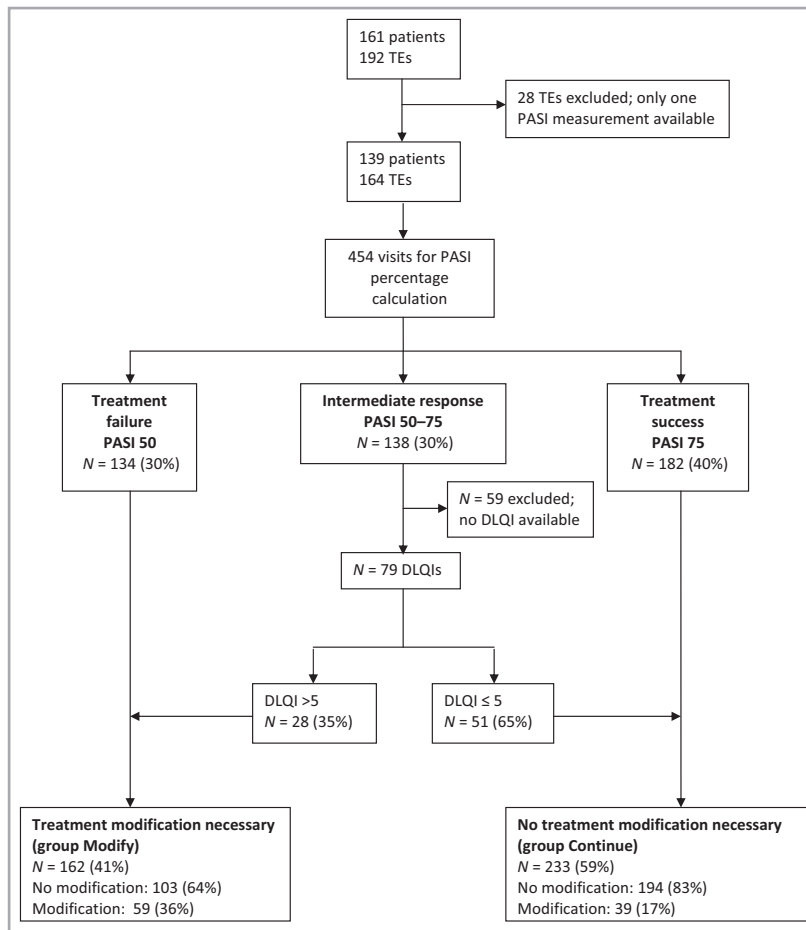 161 patients
192 TEs
28 TEs excluded; only one
PASI measurement available
139 patients
164 TEs
454 visits for PASI
percentage
calculation
Treatment
failure
PASI 50
N = 134 (30%)
Intermediate response
PASI 50–75
N = 138 (30%)
Treatment
success
PASI 75
N = 182 (40%)
N = 59 excluded;
no DLQI available
N = 79 DLQIs
DLQI >5
N = 28 (35%)
DLQI ≤ 5
N = 51 (65%)
Treatment modification necessary
(group Modify)
N = 162 (41%)
No modification: 103 (64%)
Modification: 59 (36%)
No treatment modification necessary
(group Continue)
N = 233 (59%)
No modification: 194 (83%)
Modification: 39 (17%)